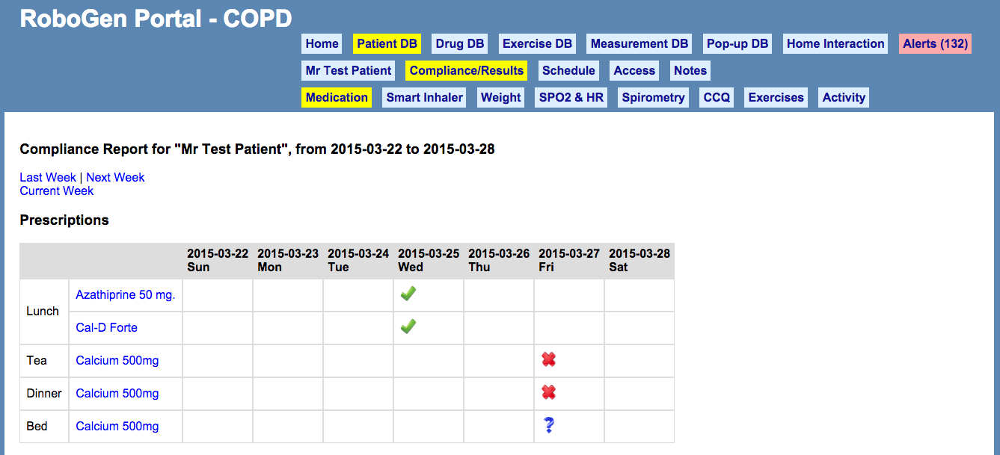 RoboGen Portal - COPD
Home Patient DB Drug DB Exercise DB Measurement DB Pop-up DB Home Interaction Alerts (132)
Mr Test Patient Compliance/Results Schedule Access Notes
Medication Smart Inhaler Weight SPO2 & HR Spirometry CCQ Exercises Activity
Compliance Report for "Mr Test Patient", from 2015-03-22 to 2015-03-28
Last Week | Next Week
Current Week
Prescriptions
2015-03-22 2015-03-23 2015-03-24 2015-03-25 2015-03-26 2015-03-27 2015-03-28
Sun Mon Tue Wed Thu Fri Sat
Lunch
Azathiprine 50 mg.
Cal-D Forte
Tea Calcium 500mg
Dinner Calcium 500mg
Bed Calcium 500mg ?